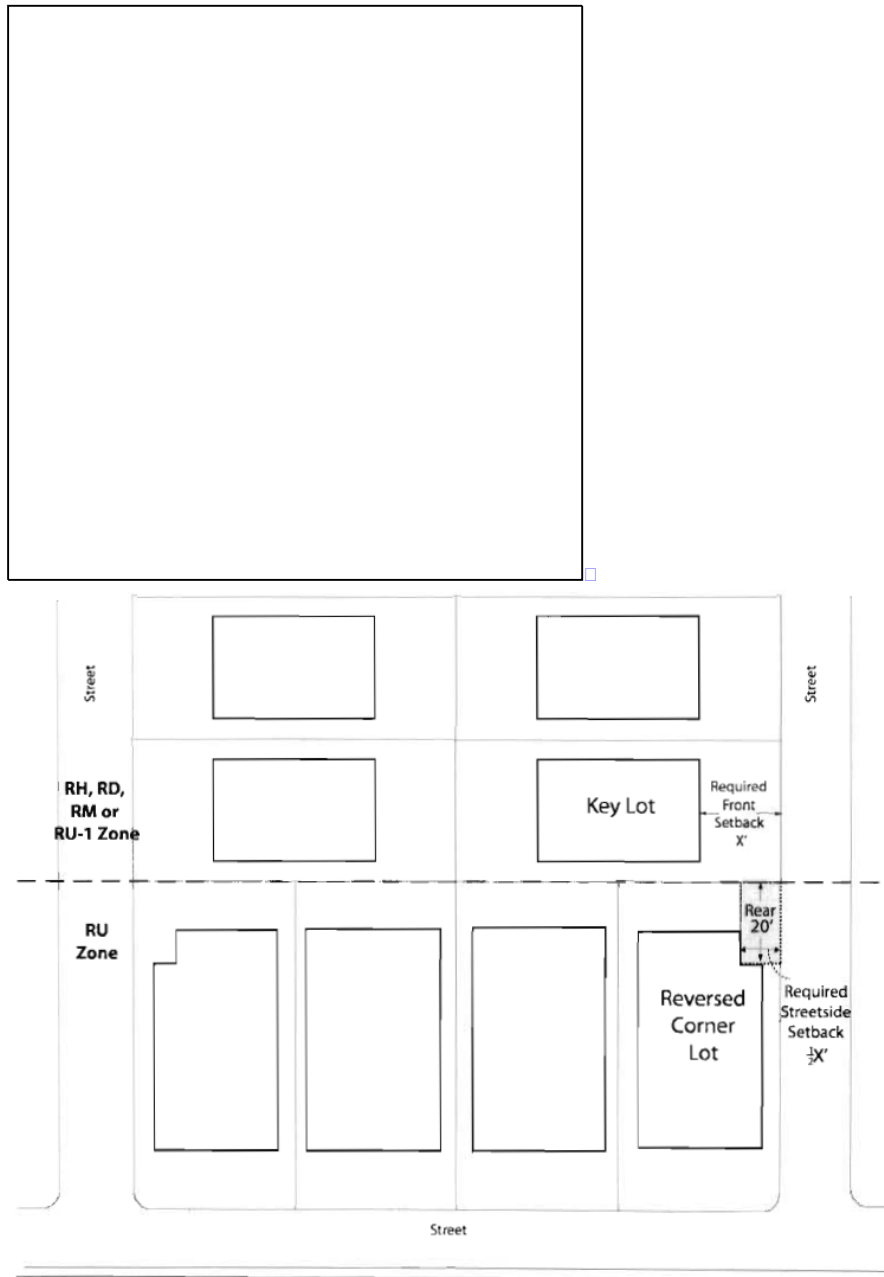 Street
Street
RH, RD,
RM or
RU-1 Zone
Key Lot
Required
Front
Setback
X'
RU
Zone
Rear
20'
Reversed
Corner
Lot
Required
Streetside
Setback
½X'
Street